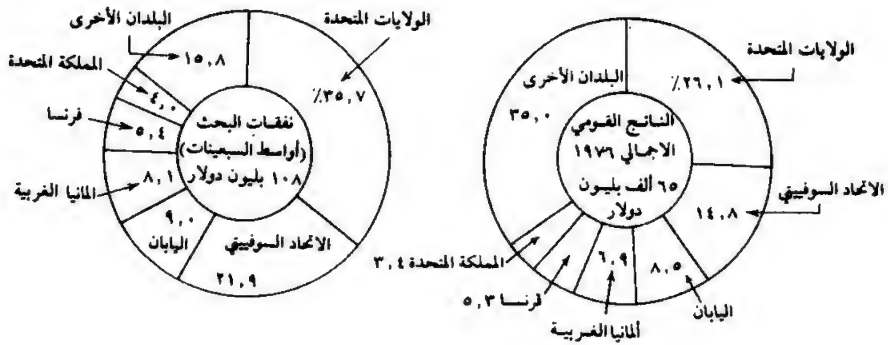 الولايات المتحدة
٪٢٦,١
الاتحاد السوفييتي
١٤,٨
اليابان
٨,٥
ألمانيا الغربية
٦,٩
فرنسا ٥,٣
المملكة المتحدة ٣,٤
البلدان الأخرى
٣٥,٠
الناتج القومي
الاجمالي ١٩٧٦
٦٥ ألف بليون
دولار
الولايات المتحدة
٪٣٥,٧
الاتحاد السوفييتي
٢١,٩
٩,٠
اليابان
المانيا الغربية
٨,١
فرنسا
٥,٤
المملكة المتحدة
٤,٠
البلدان الأخرى
١٥,٨
نفقات البحث
(أواسط السبعينات)
١٠٨ بليون دولار